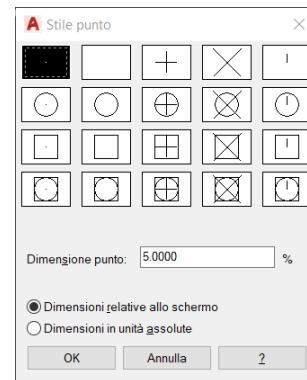 A Stile punto
Dimensione punto: 5.0000 %
Dimensioni relative allo schermo
Dimensioni in unità assolute
OK Annulla ?